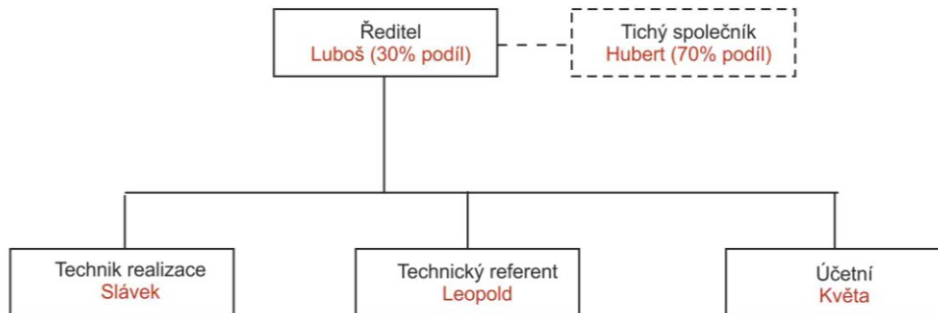 Ředitel
Luboš (30% podíl)
Tichý společník
Hubert (70% podíl)
Technik realizace
Slávek
Technický referent
Leopold
Účetní
Květa